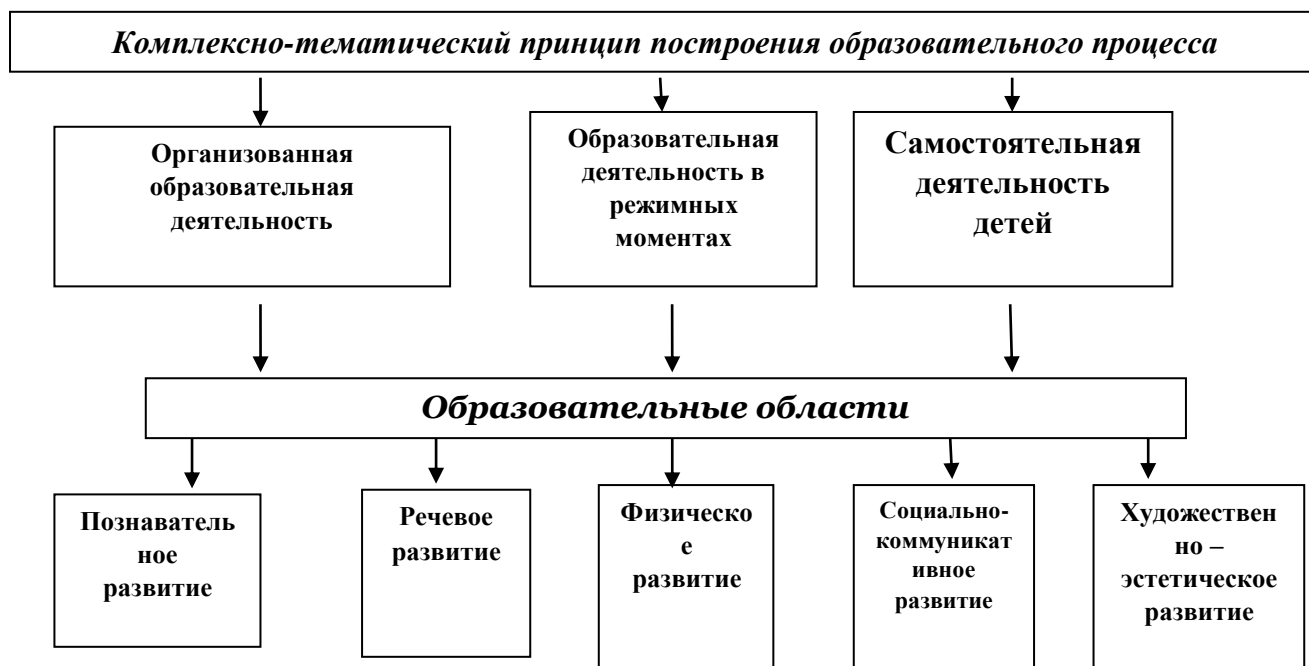 Комплексно-тематический принцип построения образовательного процесса
Организованная
образовательная
деятельность
Образовательная
деятельность в
режимных
моментах
Самостоятельная
деятельность
детей
Образовательные области
Познаватель
ное
развитие
Речевое
развитие
Физическо
е
развитие
Социально-
коммуникат
ивное
развитие
Художествен
но –
эстетическое
развитие